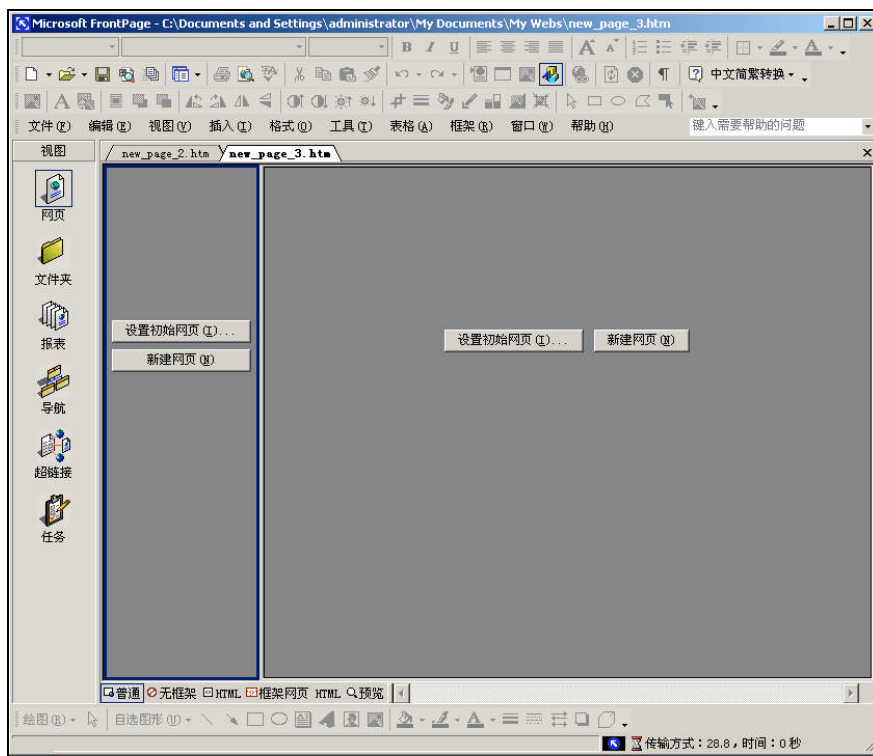 Microsoft FrontPage - C:\Documents and Settings\administrator\My Documents\My Webs\new_page_3.htm
B I U A A A
¶ 中文简繁转换
A
文件(F) 编辑(E) 视图(V) 插入(I) 格式(O) 工具(T) 表格(A) 框架(R) 窗口(W) 帮助(H) 键入需要帮助的问题
视图 new_page_2.htm new_page_3.htm
网页
文件夹
报表
导航
超链接
任务
设置初始网页(I)...
新建网页(N)
设置初始网页(I)... 新建网页(N)
普通 无框架 HTML 框架网页 HTML 预览
绘图(R) 自选图形(U) A
传输方式：28.8，时间：0秒